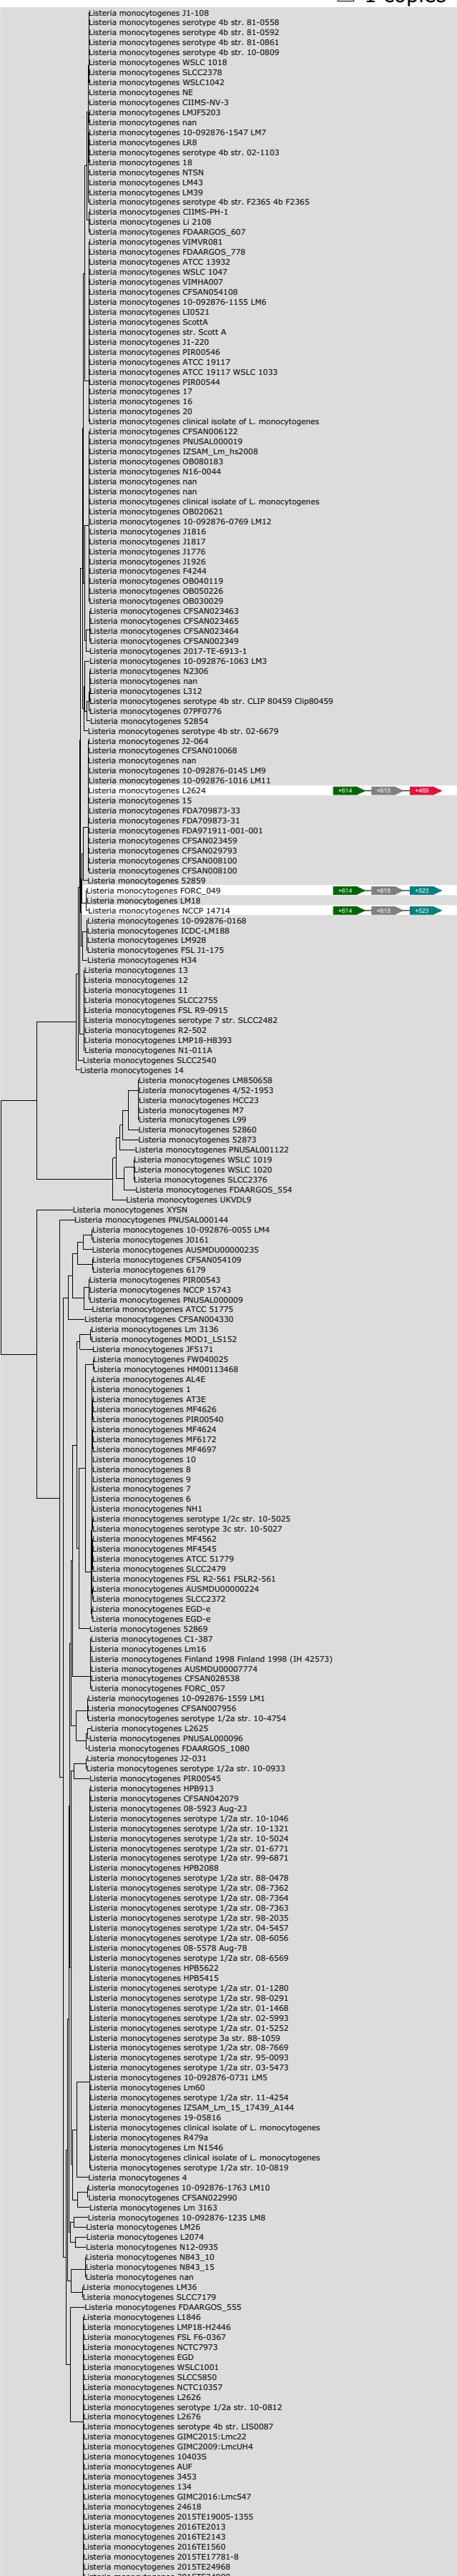 1 copies
Listeria monocytogenes J1-108
Listeria monocytogenes serotype 4b str. 81-0558
Listeria monocytogenes serotype 4b str. 81-0592
Listeria monocytogenes serotype 4b str. 81-0861
Listeria monocytogenes serotype 4b str. 10-0809
Listeria monocytogenes WSLC 1018
Listeria monocytogenes SLCC2378
Listeria monocytogenes WSLC1042
Listeria monocytogenes NE
Listeria monocytogenes CIIMS-NV-3
Listeria monocytogenes LMJF5203
Listeria monocytogenes nan
Listeria monocytogenes 10-092876-1547 LM7
Listeria monocytogenes LR8
Listeria monocytogenes serotype 4b str. 02-1103
Listeria monocytogenes 18
Listeria monocytogenes NTSN
Listeria monocytogenes LM43
Listeria monocytogenes LM39
Listeria monocytogenes serotype 4b str. F2365 4b F2365
Listeria monocytogenes CIIMS-PH-1
Listeria monocytogenes Li 2108
Listeria monocytogenes FDAARGOS_607
Listeria monocytogenes VIMVR081
Listeria monocytogenes FDAARGOS_778
Listeria monocytogenes ATCC 13932
Listeria monocytogenes WSLC 1047
Listeria monocytogenes VIMHA007
Listeria monocytogenes CFSAN054108
Listeria monocytogenes 10-092876-1155 LM6
Listeria monocytogenes LI0521
Listeria monocytogenes ScottA
Listeria monocytogenes str. Scott A
Listeria monocytogenes J1-220
Listeria monocytogenes PIR00546
Listeria monocytogenes ATCC 19117
Listeria monocytogenes ATCC 19117 WSLC 1033
Listeria monocytogenes PIR00544
Listeria monocytogenes 17
Listeria monocytogenes 16
Listeria monocytogenes 20
Listeria monocytogenes clinical isolate of L. monocytogenes
Listeria monocytogenes CFSAN006122
Listeria monocytogenes PNUSAL000019
Listeria monocytogenes IZSAM_Lm_hs2008
Listeria monocytogenes OB080183
Listeria monocytogenes N16-0044
Listeria monocytogenes nan
Listeria monocytogenes nan
Listeria monocytogenes clinical isolate of L. monocytogenes
Listeria monocytogenes OB020621
Listeria monocytogenes 10-092876-0769 LM12
Listeria monocytogenes J1816
Listeria monocytogenes J1817
Listeria monocytogenes J1776
Listeria monocytogenes J1926
Listeria monocytogenes F4244
Listeria monocytogenes OB040119
Listeria monocytogenes OB050226
Listeria monocytogenes OB030029
Listeria monocytogenes CFSAN023463
Listeria monocytogenes CFSAN023465
Listeria monocytogenes CFSAN023464
Listeria monocytogenes CFSAN002349
Listeria monocytogenes 2017-TE-6913-1
Listeria monocytogenes 10-092876-1063 LM3
Listeria monocytogenes N2306
Listeria monocytogenes nan
Listeria monocytogenes L312
Listeria monocytogenes serotype 4b str. CLIP 80459 Clip80459
Listeria monocytogenes 07PF0776
Listeria monocytogenes 52854
Listeria monocytogenes serotype 4b str. 02-6679
Listeria monocytogenes J2-064
Listeria monocytogenes CFSAN010068
Listeria monocytogenes nan
Listeria monocytogenes 10-092876-0145 LM9
Listeria monocytogenes 10-092876-1016 LM11
Listeria monocytogenes L2624 +614 +615 +489
Listeria monocytogenes 15
Listeria monocytogenes FDA709873-33
Listeria monocytogenes FDA709873-31
Listeria monocytogenes FDA971911-001-001
Listeria monocytogenes CFSAN023459
Listeria monocytogenes CFSAN029793
Listeria monocytogenes CFSAN008100
Listeria monocytogenes CFSAN008100
Listeria monocytogenes 52859
Listeria monocytogenes FORC_049 +614 +615 +523
Listeria monocytogenes LM18
Listeria monocytogenes NCCP 14714 +614 +615 +523
Listeria monocytogenes 10-092876-0168
Listeria monocytogenes ICDC-LM188
Listeria monocytogenes LM928
Listeria monocytogenes FSL J1-175
Listeria monocytogenes H34
Listeria monocytogenes 13
Listeria monocytogenes 12
Listeria monocytogenes 11
Listeria monocytogenes SLCC2755
Listeria monocytogenes FSL R9-0915
Listeria monocytogenes serotype 7 str. SLCC2482
Listeria monocytogenes R2-502
Listeria monocytogenes LMP18-H8393
Listeria monocytogenes N1-011A
Listeria monocytogenes SLCC2540
Listeria monocytogenes 14
Listeria monocytogenes LM850658
Listeria monocytogenes 4/52-1953
Listeria monocytogenes HCC23
Listeria monocytogenes M7
Listeria monocytogenes L99
Listeria monocytogenes 52860
Listeria monocytogenes 52873
Listeria monocytogenes PNUSAL001122
Listeria monocytogenes WSLC 1019
Listeria monocytogenes WSLC 1020
Listeria monocytogenes SLCC2376
Listeria monocytogenes FDAARGOS_554
Listeria monocytogenes UKVDL9
Listeria monocytogenes XYSN
Listeria monocytogenes PNUSAL000144
Listeria monocytogenes 10-092876-0055 LM4
Listeria monocytogenes J0161
Listeria monocytogenes AUSMDU00000235
Listeria monocytogenes CFSAN054109
Listeria monocytogenes 6179
Listeria monocytogenes PIR00543
Listeria monocytogenes NCCP 15743
Listeria monocytogenes PNUSAL000009
Listeria monocytogenes ATCC 51775
Listeria monocytogenes CFSAN004330
Listeria monocytogenes Lm 3136
Listeria monocytogenes MOD1_LS152
Listeria monocytogenes JF5171
Listeria monocytogenes FW040025
Listeria monocytogenes HM00113468
Listeria monocytogenes AL4E
Listeria monocytogenes 1
Listeria monocytogenes AT3E
Listeria monocytogenes MF4626
Listeria monocytogenes PIR00540
Listeria monocytogenes MF4624
Listeria monocytogenes MF6172
Listeria monocytogenes MF4697
Listeria monocytogenes 10
Listeria monocytogenes 8
Listeria monocytogenes 9
Listeria monocytogenes 7
Listeria monocytogenes 6
Listeria monocytogenes NH1
Listeria monocytogenes serotype 1/2c str. 10-5025
Listeria monocytogenes serotype 3c str. 10-5027
Listeria monocytogenes MF4562
Listeria monocytogenes MF4545
Listeria monocytogenes ATCC 51779
Listeria monocytogenes SLCC2479
Listeria monocytogenes FSL R2-561 FSLR2-561
Listeria monocytogenes AUSMDU00000224
Listeria monocytogenes SLCC2372
Listeria monocytogenes EGD-e
Listeria monocytogenes EGD-e
Listeria monocytogenes 52869
Listeria monocytogenes C1-387
Listeria monocytogenes Lm16
Listeria monocytogenes Finland 1998 Finland 1998 (IH 42573)
Listeria monocytogenes AUSMDU00007774
Listeria monocytogenes CFSAN028538
Listeria monocytogenes FORC_057
Listeria monocytogenes 10-092876-1559 LM1
Listeria monocytogenes CFSAN007956
Listeria monocytogenes serotype 1/2a str. 10-4754
Listeria monocytogenes L2625
Listeria monocytogenes PNUSAL000096
Listeria monocytogenes FDAARGOS_1080
Listeria monocytogenes J2-031
Listeria monocytogenes serotype 1/2a str. 10-0933
Listeria monocytogenes PIR00545
Listeria monocytogenes HPB913
Listeria monocytogenes CFSAN042079
Listeria monocytogenes 08-5923 Aug-23
Listeria monocytogenes serotype 1/2a str. 10-1046
Listeria monocytogenes serotype 1/2a str. 10-1321
Listeria monocytogenes serotype 1/2a str. 10-5024
Listeria monocytogenes serotype 1/2a str. 01-6771
Listeria monocytogenes serotype 1/2a str. 99-6871
Listeria monocytogenes HPB2088
Listeria monocytogenes serotype 1/2a str. 88-0478
Listeria monocytogenes serotype 1/2a str. 08-7362
Listeria monocytogenes serotype 1/2a str. 08-7364
Listeria monocytogenes serotype 1/2a str. 08-7363
Listeria monocytogenes serotype 1/2a str. 98-2035
Listeria monocytogenes serotype 1/2a str. 04-5457
Listeria monocytogenes serotype 1/2a str. 08-6056
Listeria monocytogenes 08-5578 Aug-78
Listeria monocytogenes serotype 1/2a str. 08-6569
Listeria monocytogenes HPB5622
Listeria monocytogenes HPB5415
Listeria monocytogenes serotype 1/2a str. 01-1280
Listeria monocytogenes serotype 1/2a str. 98-0291
Listeria monocytogenes serotype 1/2a str. 01-1468
Listeria monocytogenes serotype 1/2a str. 02-5993
Listeria monocytogenes serotype 1/2a str. 01-5252
Listeria monocytogenes serotype 3a str. 88-1059
Listeria monocytogenes serotype 1/2a str. 08-7669
Listeria monocytogenes serotype 1/2a str. 95-0093
Listeria monocytogenes serotype 1/2a str. 03-5473
Listeria monocytogenes 10-092876-0731 LM5
Listeria monocytogenes Lm60
Listeria monocytogenes serotype 1/2a str. 11-4254
Listeria monocytogenes IZSAM_Lm_15_17439_A144
Listeria monocytogenes 19-05816
Listeria monocytogenes clinical isolate of L. monocytogenes
Listeria monocytogenes R479a
Listeria monocytogenes Lm N1546
Listeria monocytogenes clinical isolate of L. monocytogenes
Listeria monocytogenes serotype 1/2a str. 10-0819
Listeria monocytogenes 4
Listeria monocytogenes 10-092876-1763 LM10
Listeria monocytogenes CFSAN022990
Listeria monocytogenes Lm 3163
Listeria monocytogenes 10-092876-1235 LM8
Listeria monocytogenes LM26
Listeria monocytogenes L2074
Listeria monocytogenes N12-0935
Listeria monocytogenes N843_10
Listeria monocytogenes N843_15
Listeria monocytogenes nan
Listeria monocytogenes LM36
Listeria monocytogenes SLCC7179
Listeria monocytogenes FDAARGOS_555
Listeria monocytogenes L1846
Listeria monocytogenes LMP18-H2446
Listeria monocytogenes FSL F6-0367
Listeria monocytogenes NCTC7973
Listeria monocytogenes EGD
Listeria monocytogenes WSLC1001
Listeria monocytogenes SLCC5850
Listeria monocytogenes NCTC10357
Listeria monocytogenes L2626
Listeria monocytogenes serotype 1/2a str. 10-0812
Listeria monocytogenes L2676
Listeria monocytogenes serotype 4b str. LIS0087
Listeria monocytogenes GIMC2015:Lmc22
Listeria monocytogenes GIMC2009:LmcUH4
Listeria monocytogenes 10403S
Listeria monocytogenes AUF
Listeria monocytogenes 3453
Listeria monocytogenes 134
Listeria monocytogenes GIMC2016:Lmc547
Listeria monocytogenes 24618
Listeria monocytogenes 2015TE19005-1355
Listeria monocytogenes 2016TE2013
Listeria monocytogenes 2016TE2143
Listeria monocytogenes 2016TE1560
Listeria monocytogenes 2015TE17781-8
Listeria monocytogenes 2015TE24968